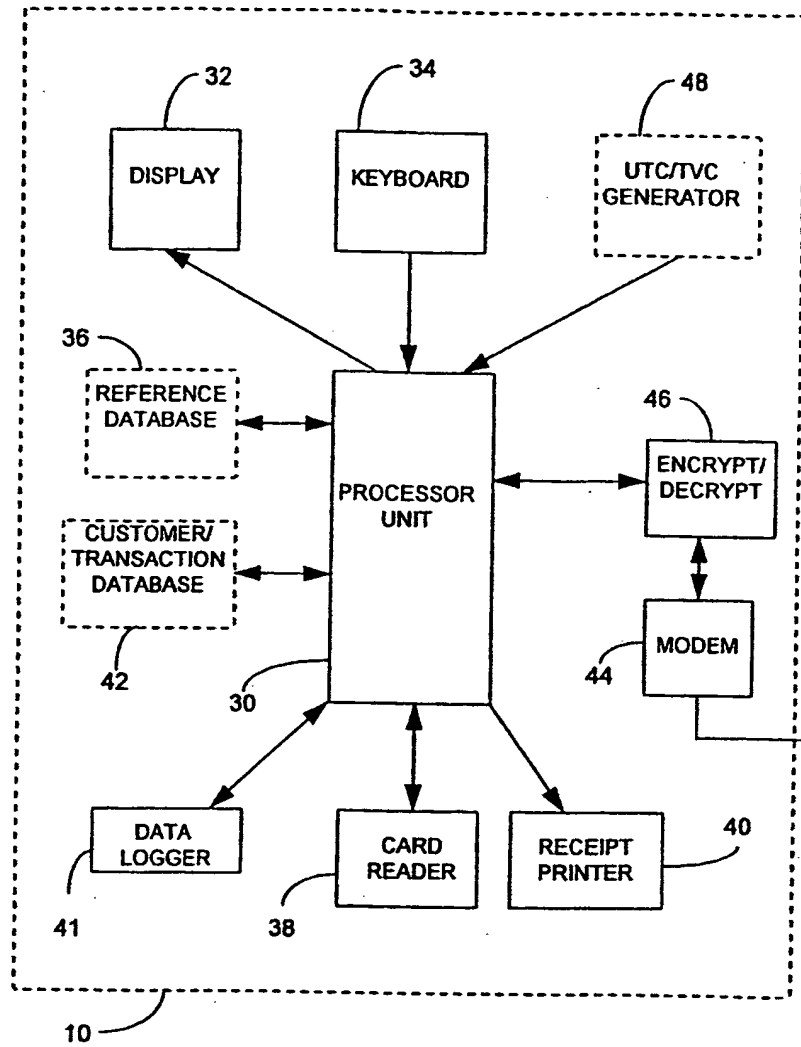 32
34
48
DISPLAY
KEYBOARD
UTC/TVC
GENERATOR
36
REFERENCE
DATABASE
46
ENCRYPT/
DECRYPT
PROCESSOR
UNIT
CUSTOMER/
TRANSACTION
DATABASE
42
30
44
MODEM
DATA
LOGGER
41
CARD
READER
38
RECEIPT
PRINTER
40
10